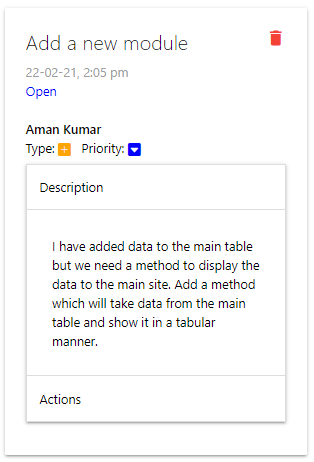 Add a new module
22-02-21, 2:05 pm
Open
Aman Kumar
Type: Priority:
Description
I have added data to the main table
but we need a method to display the
data to the main site. Add a method
which will take data from the main
table and show it in a tabular
manner.
Actions